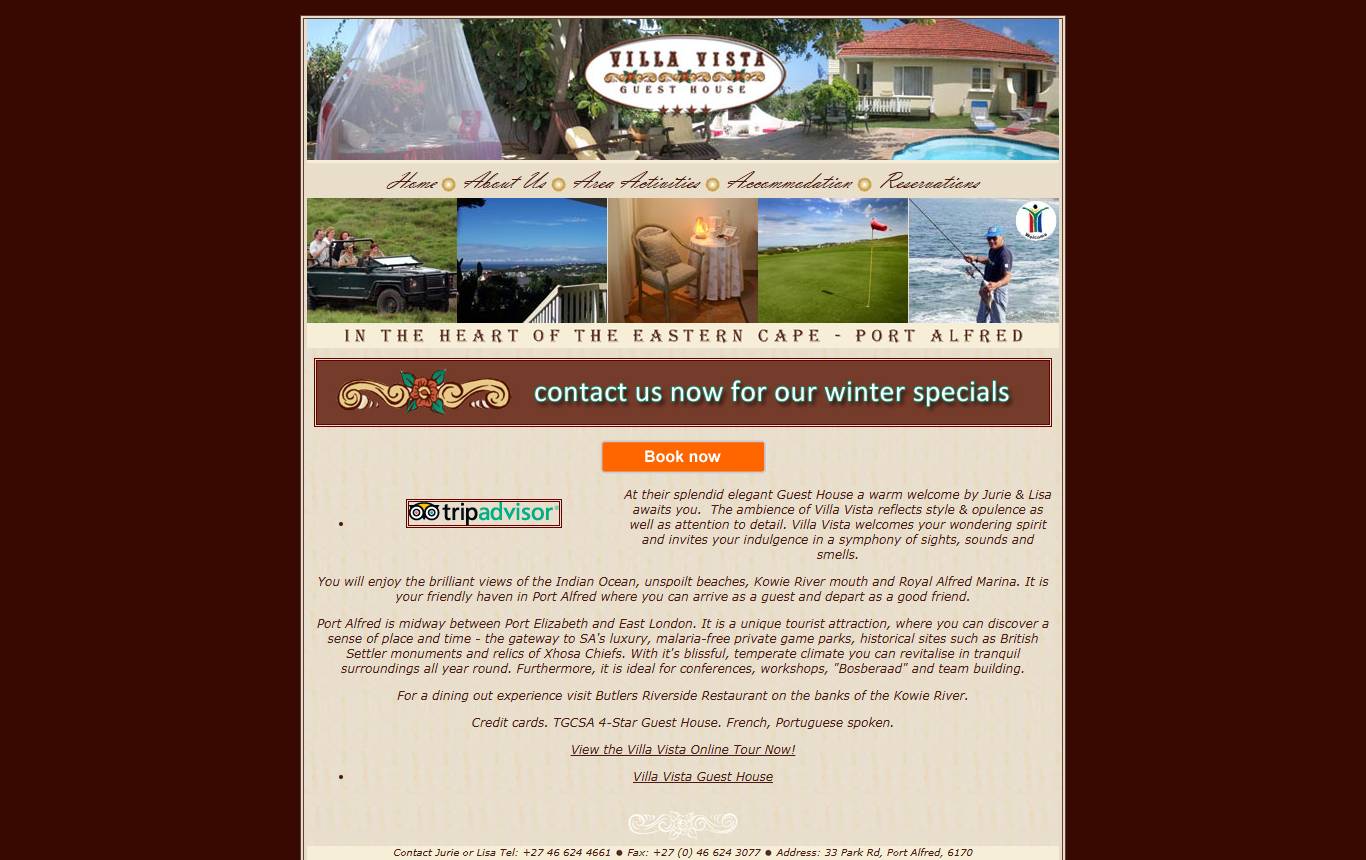 VILLA VISTA
GUEST HOUSE
Home About Us Area Activities Accommodation Reservations
Welcome
IN THE HEART OF THE EASTERN CAPE - PORT ALFRED
contact us now for our winter specials
Book now
tripadvisor®
At their splendid elegant Guest House a warm welcome by Jurie & Lisa
awaits you.  The ambience of Villa Vista reflects style & opulence as
well as attention to detail. Villa Vista welcomes your wondering spirit
and invites your indulgence in a symphony of sights, sounds and
smells.
You will enjoy the brilliant views of the Indian Ocean, unspoilt beaches, Kowie River mouth and Royal Alfred Marina. It is
your friendly haven in Port Alfred where you can arrive as a guest and depart as a good friend.
Port Alfred is midway between Port Elizabeth and East London. It is a unique tourist attraction, where you can discover a
sense of place and time - the gateway to SA's luxury, malaria-free private game parks, historical sites such as British
Settler monuments and relics of Xhosa Chiefs. With it's blissful, temperate climate you can revitalise in tranquil
surroundings all year round. Furthermore, it is ideal for conferences, workshops, "Bosberaad" and team building.
For a dining out experience visit Butlers Riverside Restaurant on the banks of the Kowie River.
Credit cards. TGCSA 4-Star Guest House. French, Portuguese spoken.
View the Villa Vista Online Tour Now!
Villa Vista Guest House
Contact Jurie or Lisa Tel: +27 46 624 4661 ● Fax: +27 (0) 46 624 3077 ● Address: 33 Park Rd, Port Alfred, 6170